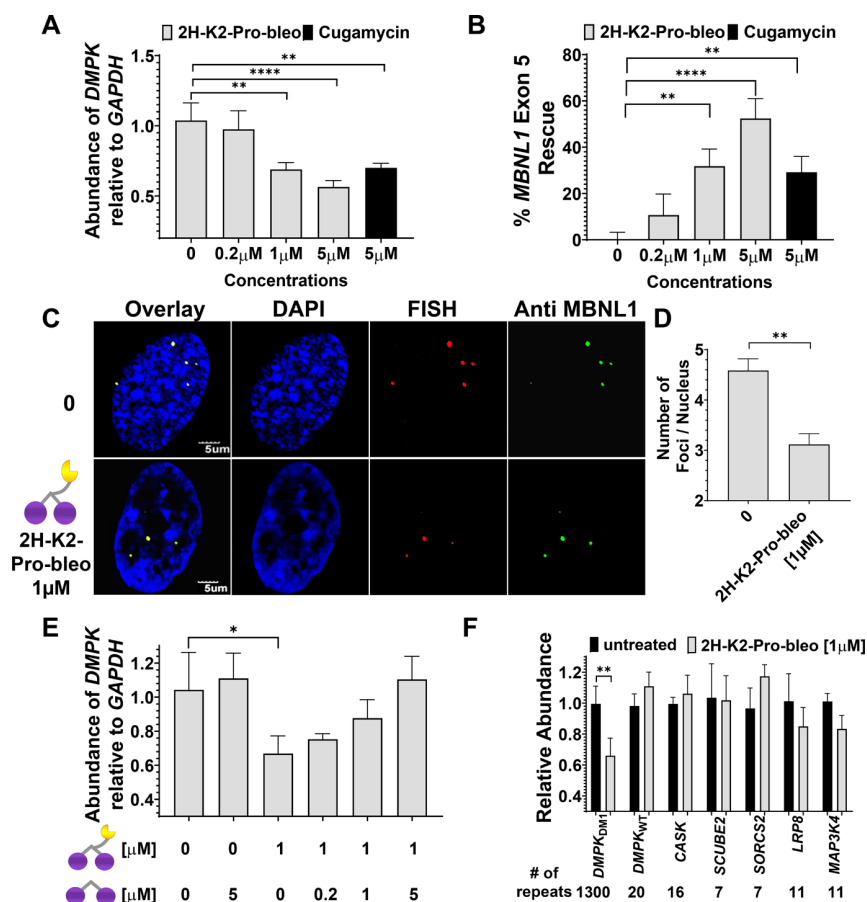 A
2H-K2-Pro-bleo Cugamycin
Abundance of DMPK
relative to GAPDH
1.5
1.0
0.5
**
****
**
0 0.2μM 1μM 5μM 5μM
Concentrations
B
2H-K2-Pro-bleo Cugamycin
% MBNL1 Exon 5
Rescue
80
60
40
20
0
**
****
**
0 0.2μM 1μM 5μM 5μM
Concentrations
C
Overlay DAPI FISH Anti MBNL1
0
5um
2H-K2-
Pro-bleo
1μM
5um
D
Number of
Foci / Nucleus
5
4
3
2
**
0
2H-K2-Pro-bleo
[1μM]
E
Abundance of DMPK
relative to GAPDH
1.2
1.0
0.8
0.6
0.4
*
[μM] 0 0 1 1 1 1
[μM] 0 5 0 0.2 1 5
F
untreated 2H-K2-Pro-bleo [1μM]
Relative Abundance
1.2
1.0
0.8
0.6
0.4
**
DMPKDM1
DMPKWT
CASK
SCUBE2
SORCS2
LRP8
MAP3K4
# of
repeats 1300 20 16 7 7 11 11